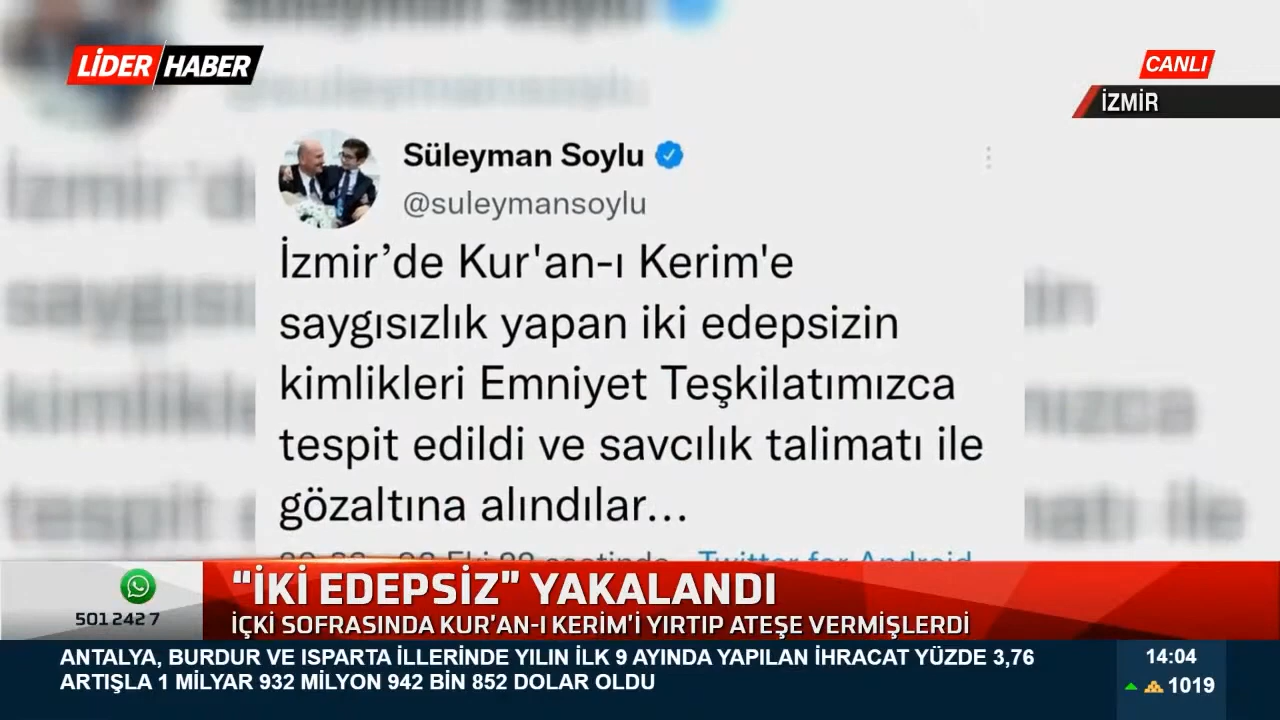 LİDER HABER
CANLI
İZMİR
Süleyman Soylu
@suleymansoylu
İzmir’de Kur'an-ı Kerim'e
saygısızlık yapan iki edepsizin
kimlikleri Emniyet Teşkilatımızca
tespit edildi ve savcılık talimatı ile
gözaltına alındılar...
Twitter for Android
"İKİ EDEPSİZ" YAKALANDI
501 242 7
İÇKİ SOFRASINDA KUR'AN-I KERİM'İ YIRTIP ATEŞE VERMİŞLERDİ
ANTALYA, BURDUR VE ISPARTA İLLERİNDE YILIN İLK 9 AYINDA YAPILAN İHRACAT YÜZDE 3,76
ARTIŞLA 1 MİLYAR 932 MİLYON 942 BİN 852 DOLAR OLDU
14:04
1019